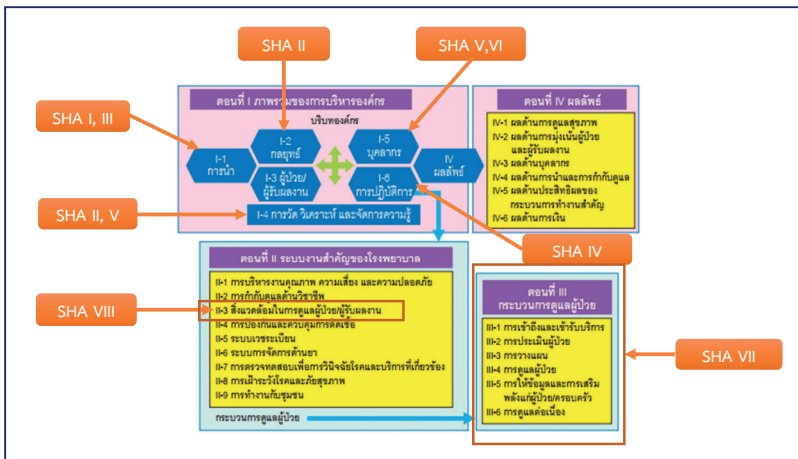 SHA II
SHA V,VI
SHA I, III
ตอนที่ I ภาพรวมของการบริหารองค์กร
บริบทองค์กร
I-1
การนำ
I-2
กลยุทธ์
I-3 ผู้ป่วย/
ผู้รับผลงาน
I-5
บุคลากร
I-6
การปฏิบัติการ
IV
ผลลัพธ์
I-4 การวัด วิเคราะห์ และจัดการความรู้
ตอนที่ IV ผลลัพธ์
IV-1 ผลด้านการดูแลสุขภาพ
IV-2 ผลด้านการมุ่งเน้นผู้ป่วย
และผู้รับผลงาน
IV-3 ผลด้านบุคลากร
IV-4 ผลด้านการนำและการกำกับดูแล
IV-5 ผลด้านประสิทธิผลของ
กระบวนการทำงานสำคัญ
IV-6 ผลด้านการเงิน
SHA II, V
SHA IV
ตอนที่ II ระบบงานสำคัญของโรงพยาบาล
II-1 การบริหารงานคุณภาพ ความเสี่ยง และความปลอดภัย
II-2 การกำกับดูแลด้านวิชาชีพ
II-3 สิ่งแวดล้อมในการดูแลผู้ป่วย/ผู้รับผลงาน
II-4 การป้องกันและควบคุมการติดเชื้อ
II-5 ระบบเวชระเบียน
II-6 ระบบการจัดการด้านยา
II-7 การตรวจทดสอบเพื่อการวินิจฉัยโรคและบริการที่เกี่ยวข้อง
II-8 การเฝ้าระวังโรคและภัยสุขภาพ
II-9 การทำงานกับชุมชน
กระบวนการดูแลผู้ป่วย
SHA VIII
ตอนที่ III
กระบวนการดูแลผู้ป่วย
III-1 การเข้าถึงและเข้ารับบริการ
III-2 การประเมินผู้ป่วย
III-3 การวางแผน
III-4 การดูแลผู้ป่วย
III-5 การให้ข้อมูลและการเสริม
พลังแก่ผู้ป่วย/ครอบครัว
III-6 การดูแลต่อเนื่อง
SHA VII